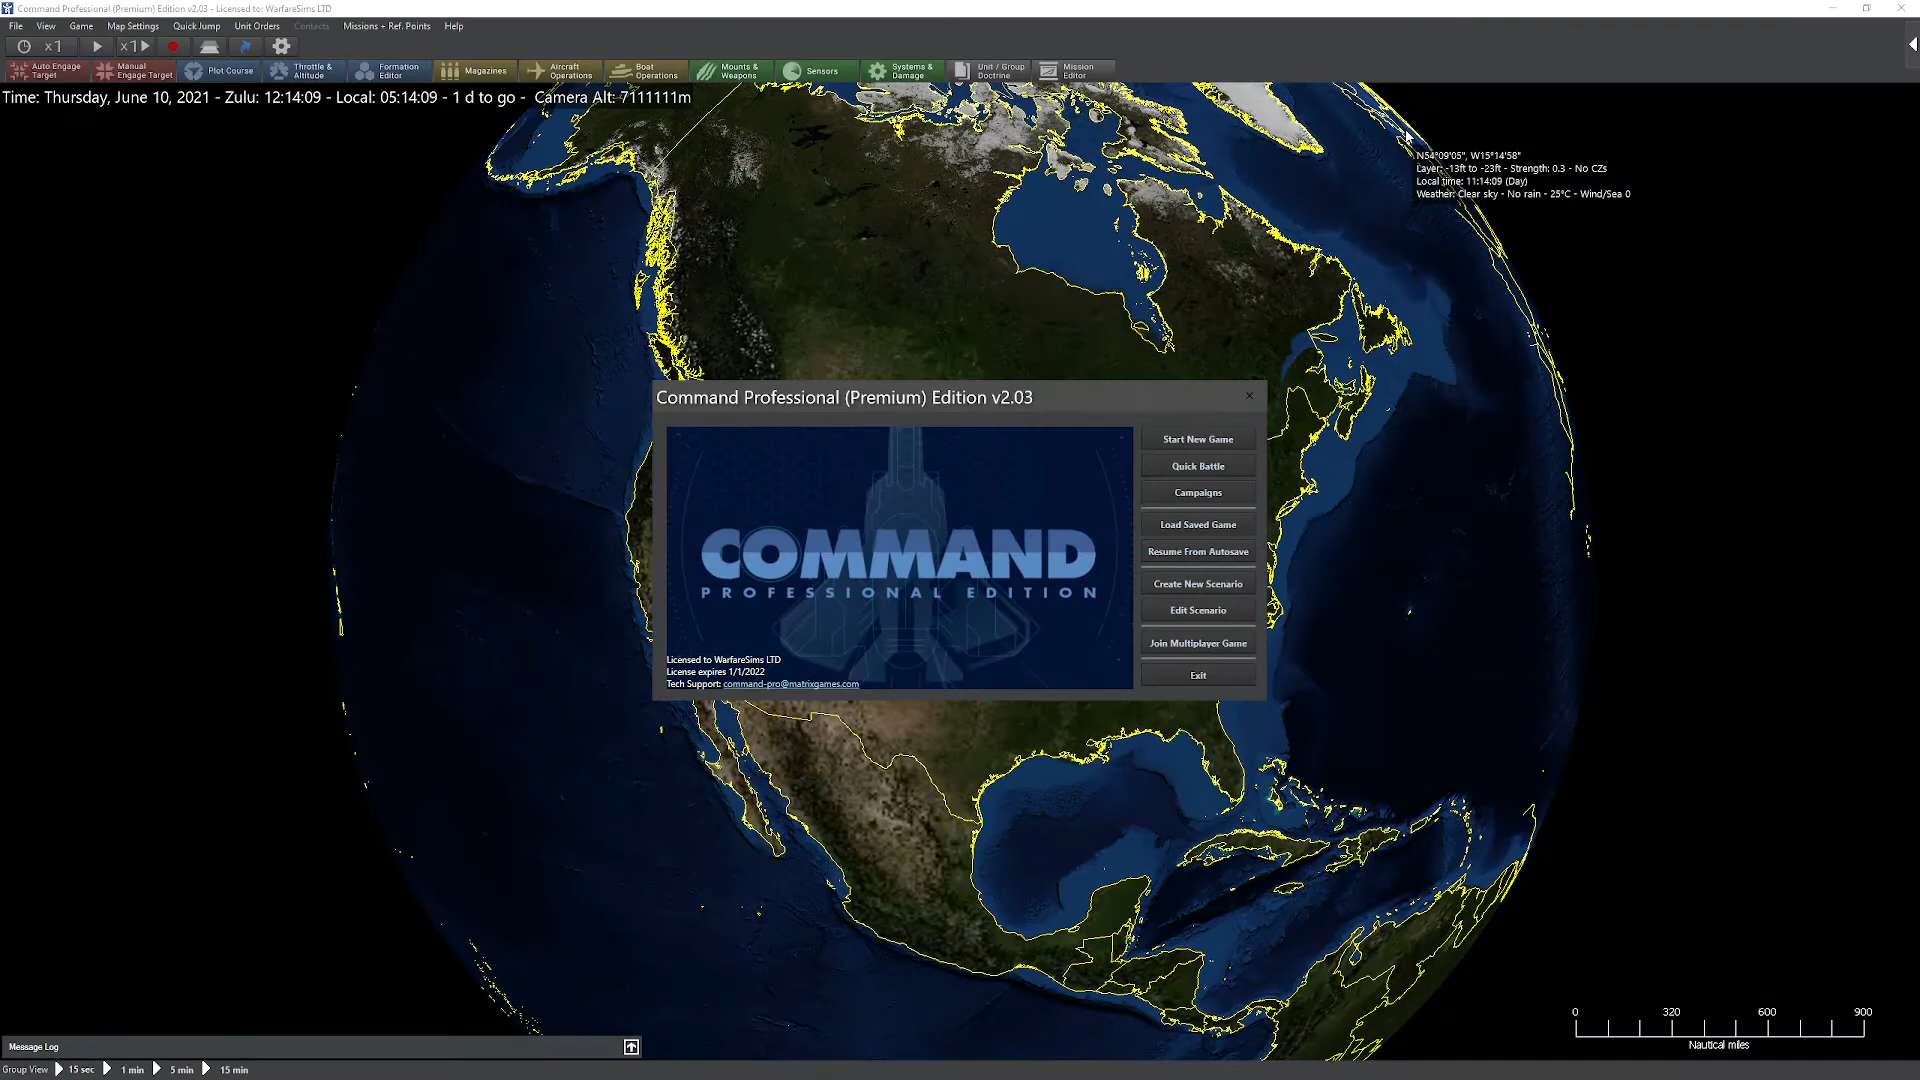 Command Professional (Premium) Edition v2.03 - Licensed to: WarfareSims LTD
File View Game Map Settings Quick Jump Unit Orders Contacts Missions + Ref. Points Help
x1 x1
Auto Engage Target Manual Engage Target Plot Course Throttle & Altitude Formation Editor Magazines Aircraft Operations Boat Operations Mounts & Weapons Sensors Systems & Damage Unit / Group Doctrine Mission Editor
Time: Thursday, June 10, 2021 - Zulu: 12:14:09 - Local: 05:14:09 - 1 d to go - Camera Alt: 7111111m
N54°09'05", W15°14'58"
Layer: -13ft to -23ft - Strength: 0.3 - No CZs
Local time: 11:14:09 (Day)
Weather: Clear sky - No rain - 25°C - Wind/Sea 0
Command Professional (Premium) Edition v2.03
Start New Game
Quick Battle
Campaigns
Load Saved Game
Resume From Autosave
Create New Scenario
Edit Scenario
Join Multiplayer Game
Exit
COMMAND
PROFESSIONAL EDITION
Licensed to WarfareSims LTD
License expires 1/1/2022
Tech Support: command-pro@matrixgames.com
0 320 600 900
Nautical miles
Message Log
Group View 15 sec 1 min 5 min 15 min